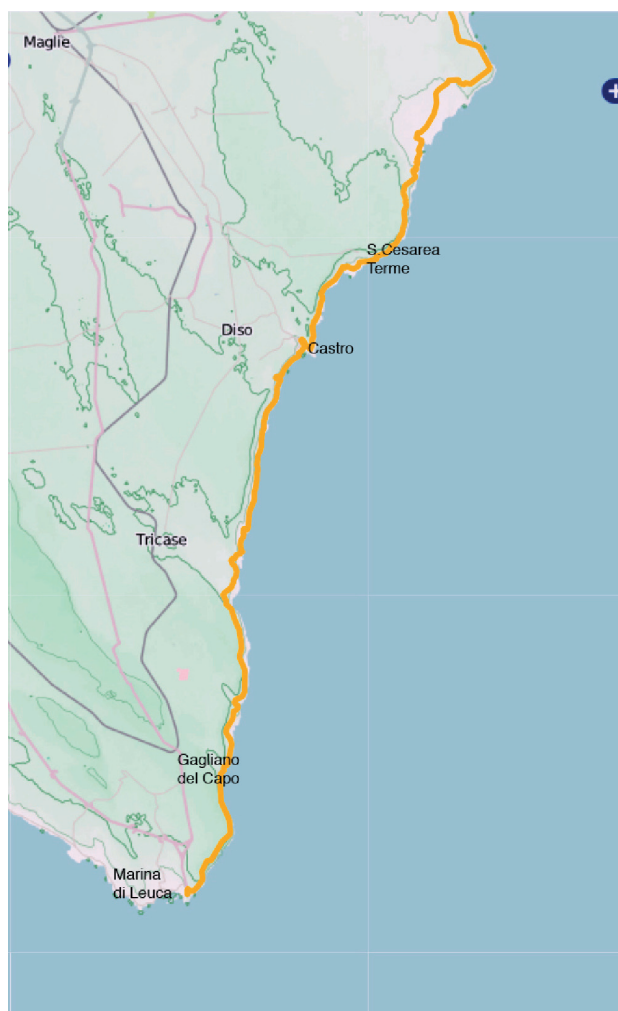 Maglie
S.Cesarea
Terme
Diso
Castro
Tricase
Gagliano
del Capo
Marina
di Leuca